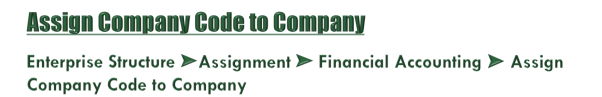 Assign Company Code to Company
Enterprise Structure ➤Assignment ➤ Financial Accounting ➤ Assign
Company Code to Company